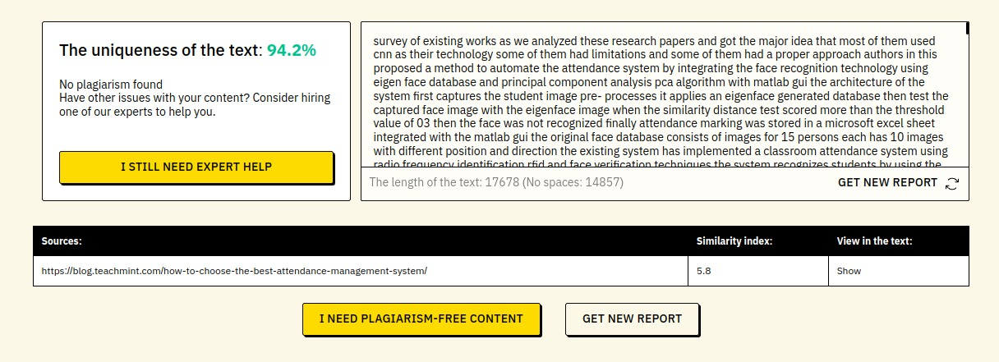 The uniqueness of the text: 94.2%
No plagiarism found
Have other issues with your content? Consider hiring
one of our experts to help you.
I STILL NEED EXPERT HELP
survey of existing works as we analyzed these research papers and got the major idea that most of them used
cnn as their technology some of them had limitations and some of them had a proper approach authors in this
proposed a method to automate the attendance system by integrating the face recognition technology using
eigen face database and principal component analysis pca algorithm with matlab gui the architecture of the
system first captures the student image pre- processes it applies an eigenface generated database then test the
captured face image with the eigenface image when the similarity distance test scored more than the threshold
value of 03 then the face was not recognized finally attendance marking was stored in a microsoft excel sheet
integrated with the matlab gui the original face database consists of images for 15 persons each has 10 images
with different position and direction the existing system has implemented a classroom attendance system using
radio frequency identification rfid and face verification techniques the system recognizes students by using the
The length of the text: 17678 (No spaces: 14857)
GET NEW REPORT
Sources: Similarity index: View in the text:
https://blog.teachmint.com/how-to-choose-the-best-attendance-management-system/ 5.8 Show
I NEED PLAGIARISM-FREE CONTENT GET NEW REPORT